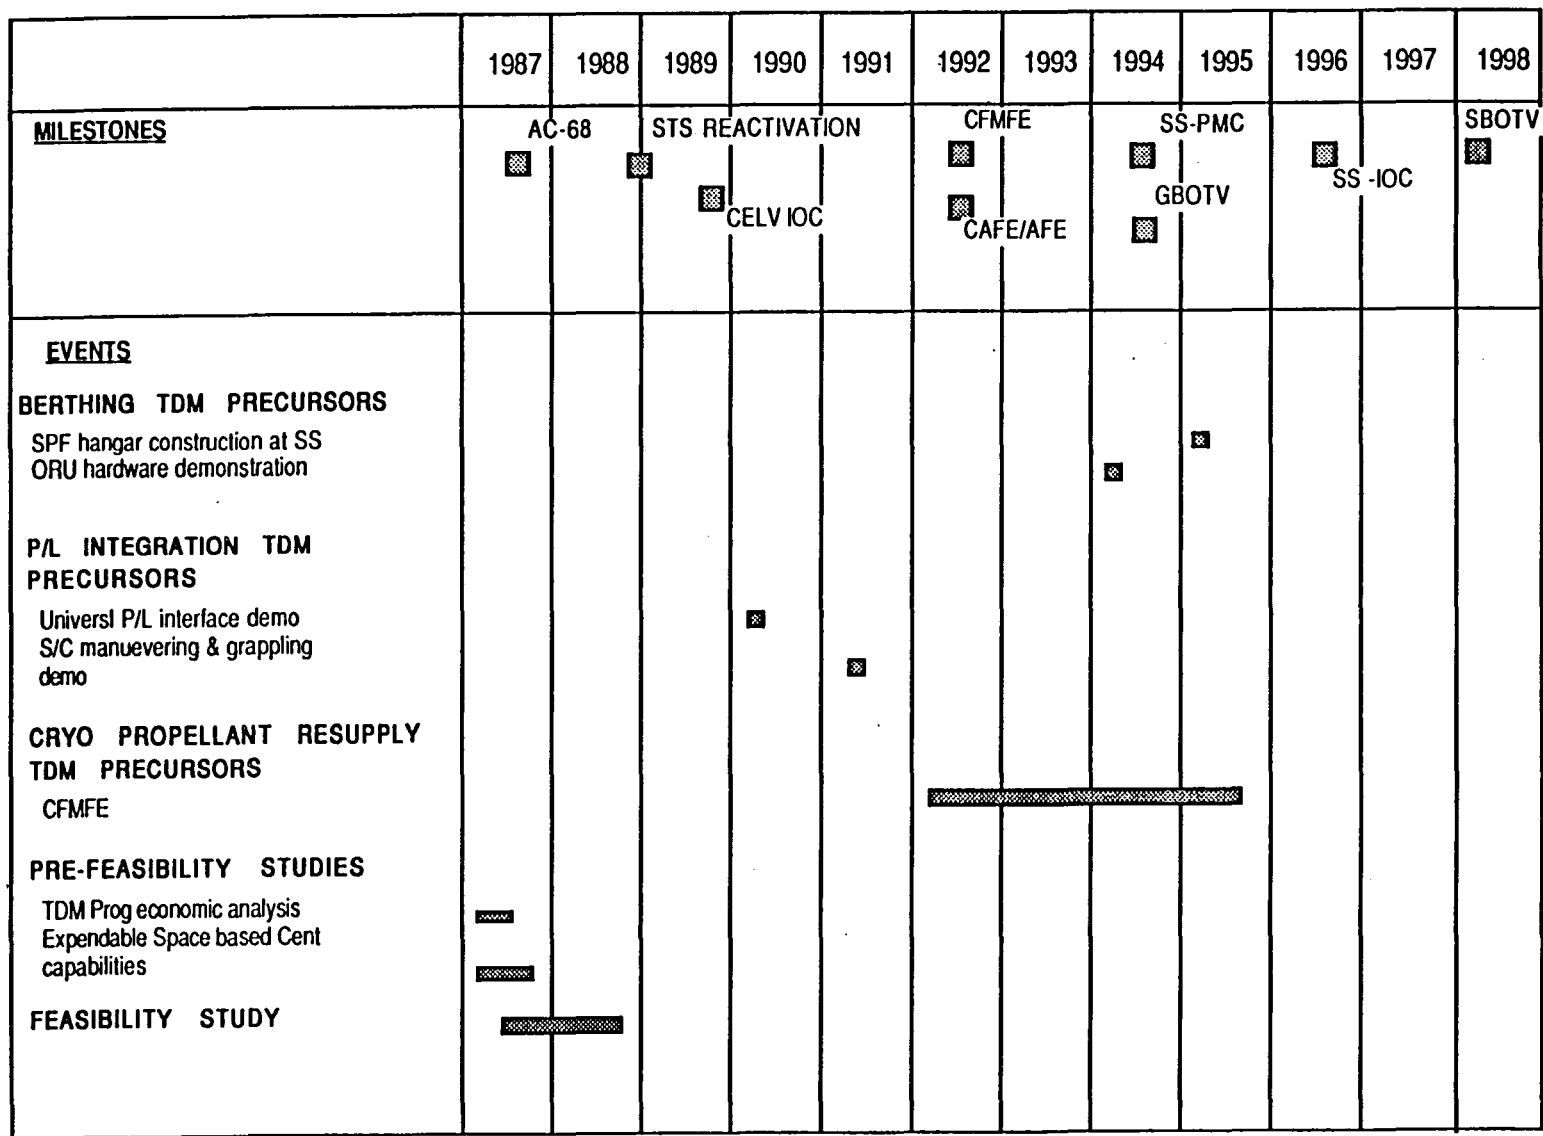 1987 1988 1989 1990 1991 1992 1993 1994 1995 1996 1997 1998
MILESTONES
AC-68 STS REACTIVATION CFMFE SS-PMC SBOTV
SS-IOC
CELV IOC CAFE/AFE GBOTV
EVENTS
BERTHING TDM PRECURSORS
SPF hangar construction at SS
ORU hardware demonstration
P/L INTEGRATION TDM
PRECURSORS
Universl P/L interface demo
S/C manuevering & grappling
demo
CRYO PROPELLANT RESUPPLY
TDM PRECURSORS
CFMFE
PRE-FEASIBILITY STUDIES
TDM Prog economic analysis
Expendable Space based Cent
capabilities
FEASIBILITY STUDY